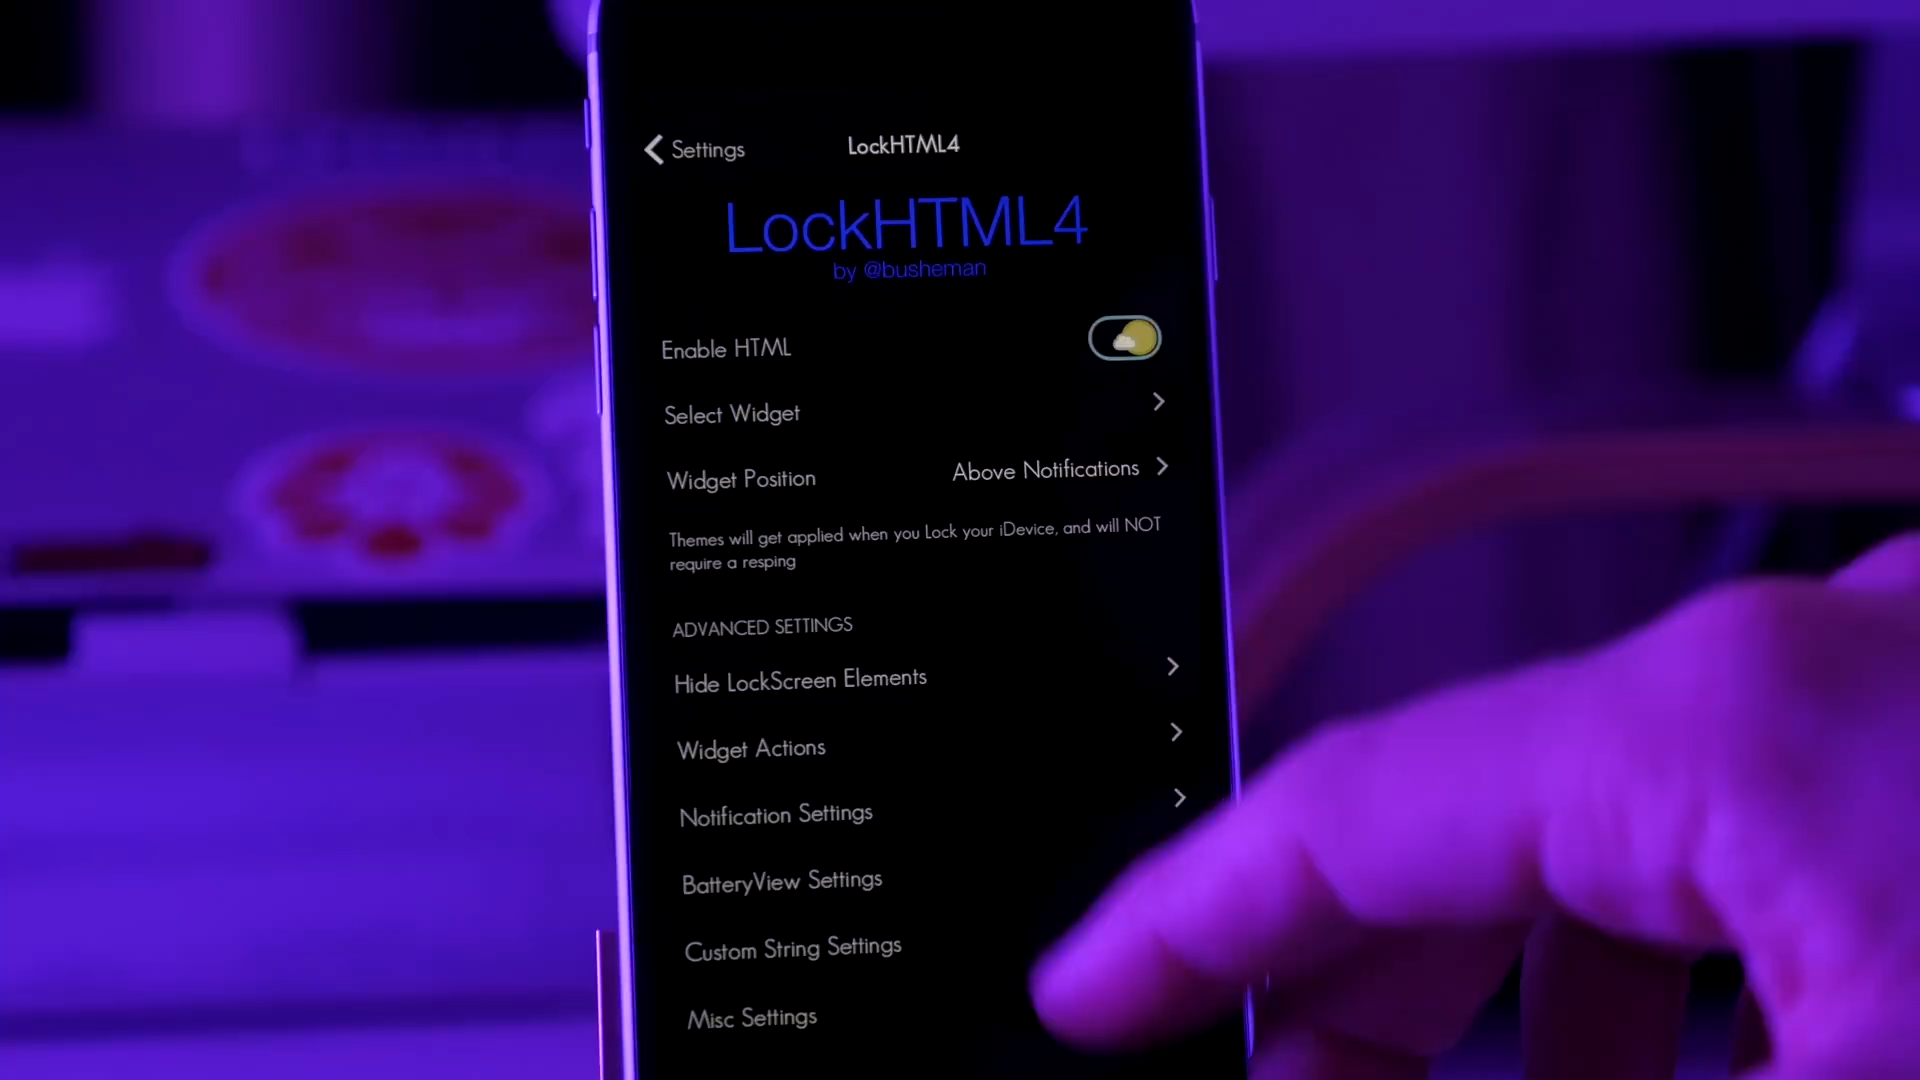 Settings
LockHTML4
LockHTML4
by @busheman
Enable HTML
Select Widget
Widget Position Above Notifications
Themes will get applied when you Lock your iDevice, and will NOT
require a resping
ADVANCED SETTINGS
Hide LockScreen Elements
Widget Actions
Notification Settings
BatteryView Settings
Custom String Settings
Misc Settings